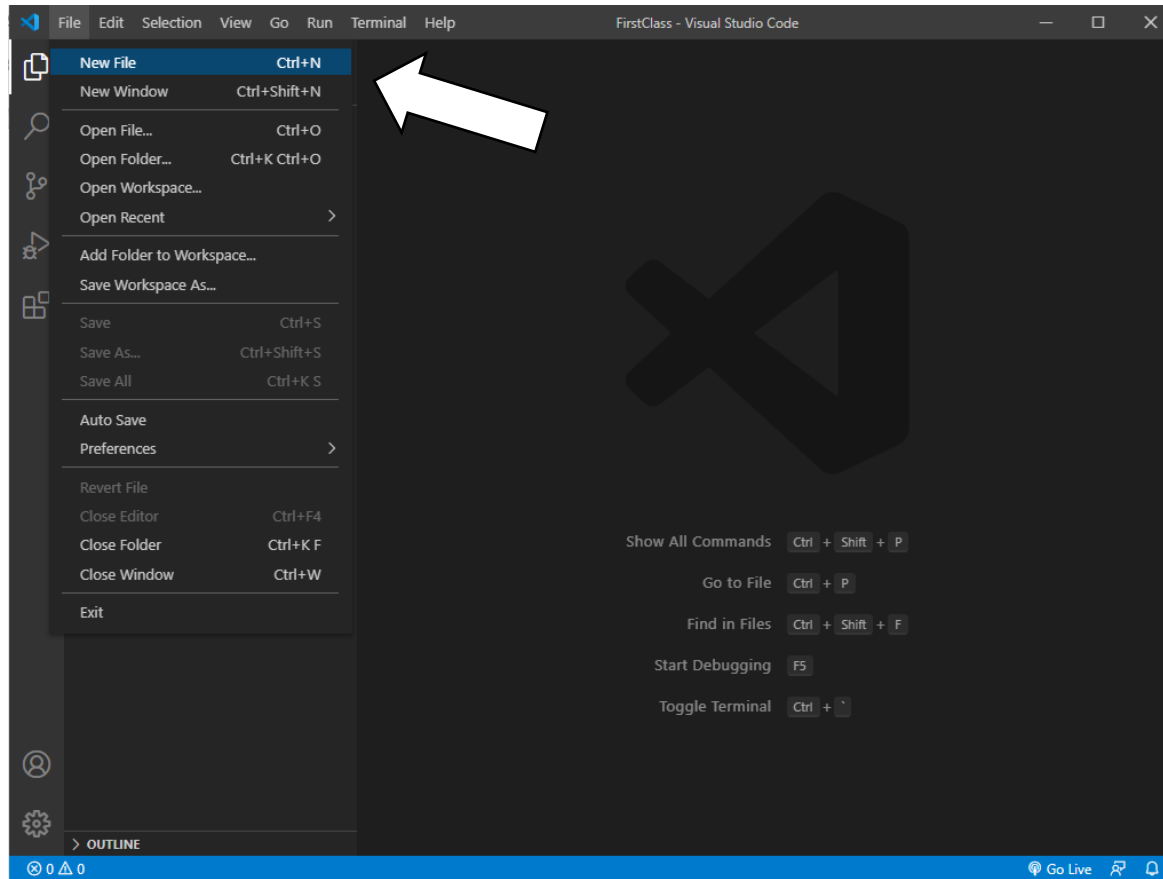 File Edit Selection View Go Run Terminal Help FirstClass - Visual Studio Code
New File Ctrl+N
New Window Ctrl+Shift+N
Open File... Ctrl+O
Open Folder... Ctrl+K Ctrl+O
Open Workspace...
Open Recent
Add Folder to Workspace...
Save Workspace As...
Save Ctrl+S
Save As... Ctrl+Shift+S
Save All Ctrl+K S
Auto Save
Preferences
Revert File
Close Editor Ctrl+F4
Close Folder Ctrl+K F
Close Window Ctrl+W
Exit
Show All Commands Ctrl + Shift + P
Go to File Ctrl + P
Find in Files Ctrl + Shift + F
Start Debugging F5
Toggle Terminal Ctrl + `
OUTLINE
0 0 Go Live